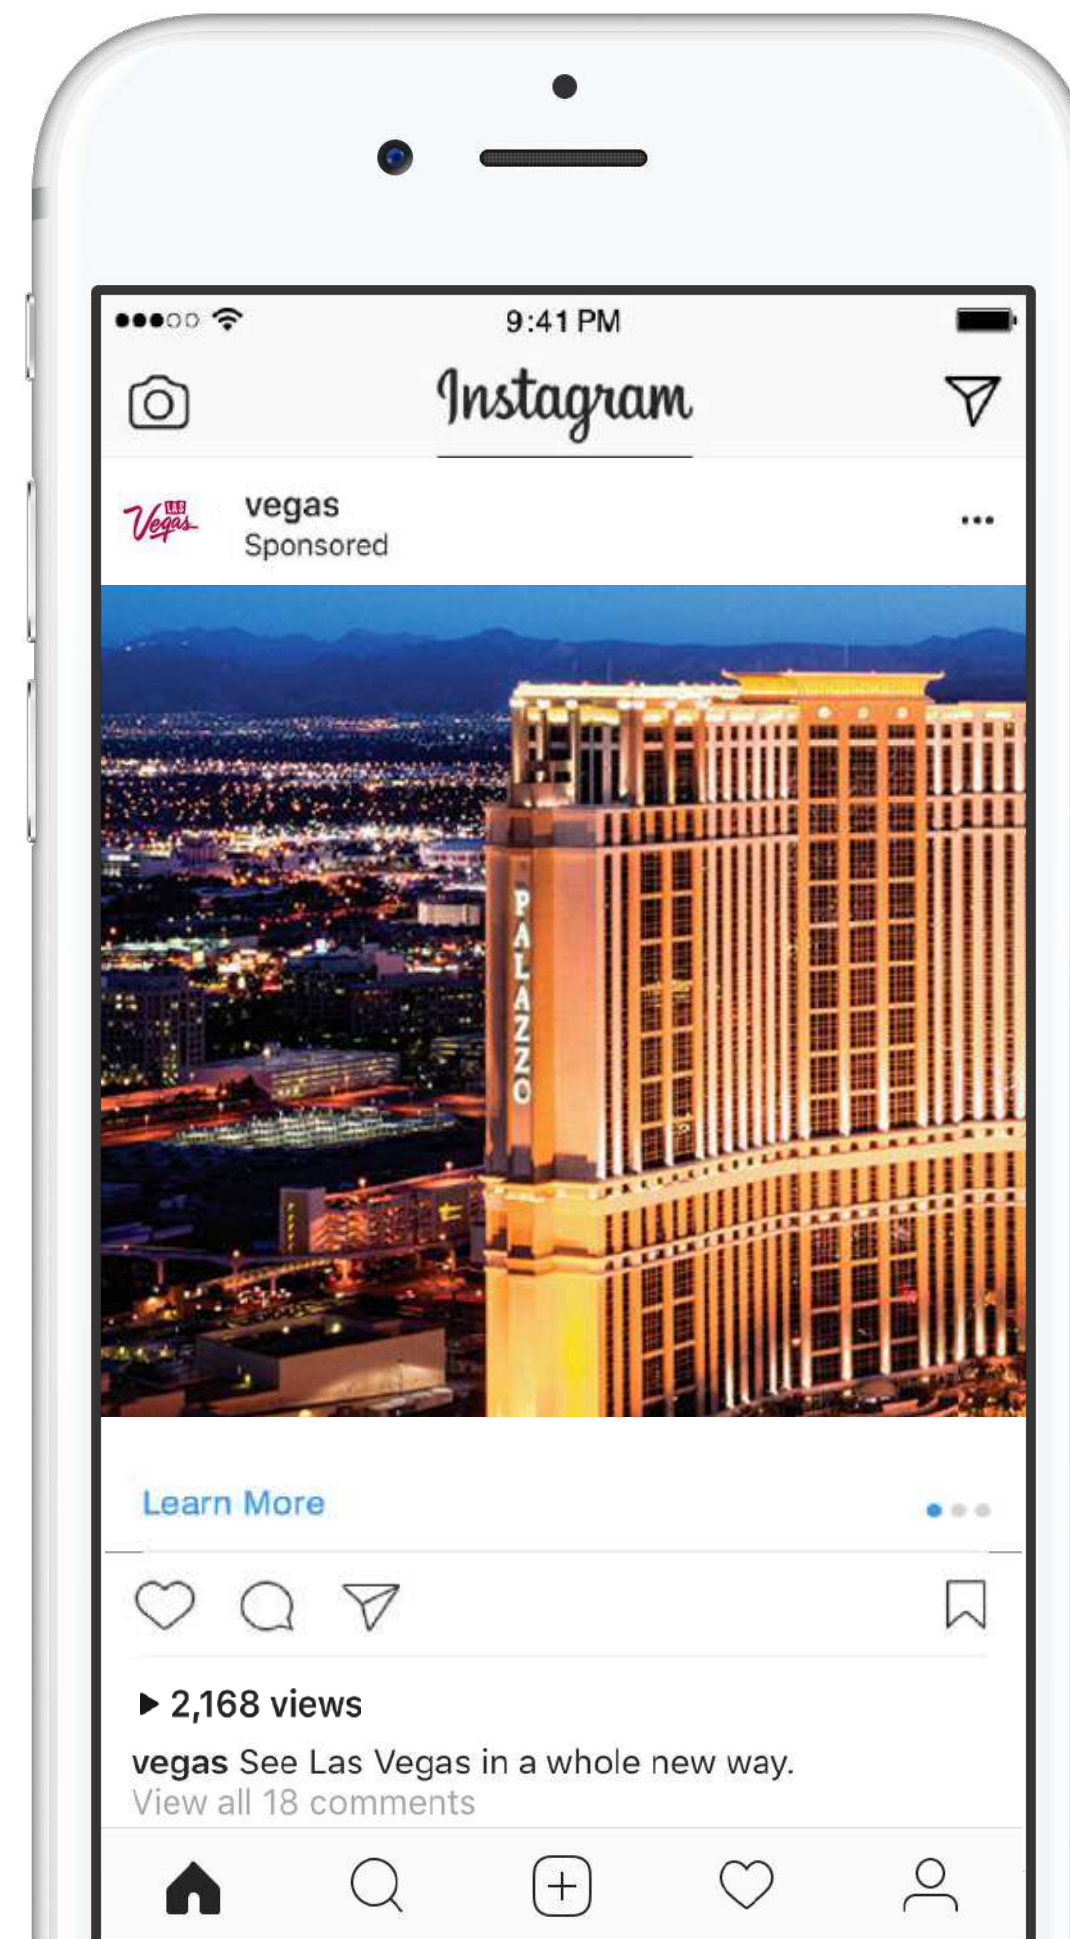 9:41 PM
Instagram
LAS
Vegas
vegas
Sponsored
PALAZZO
Learn More
2,168 views
vegas See Las Vegas in a whole new way.
View all 18 comments